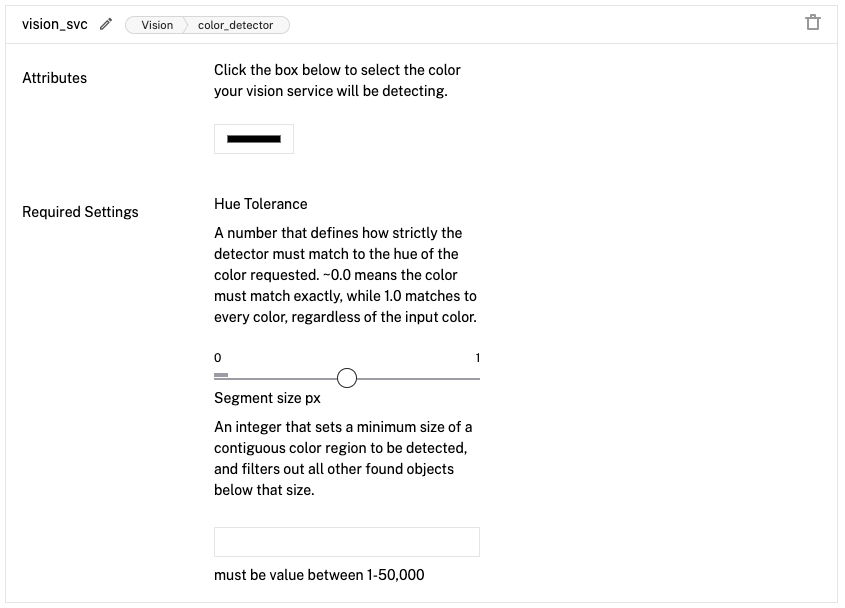 vision_svc Vision color_detector
Attributes
Click the box below to select the color
your vision service will be detecting.
Required Settings
Hue Tolerance
A number that defines how strictly the
detector must match to the hue of the
color requested. ~0.0 means the color
must match exactly, while 1.0 matches to
every color, regardless of the input color.
0 1
Segment size px
An integer that sets a minimum size of a
contiguous color region to be detected,
and filters out all other found objects
below that size.
must be value between 1-50,000